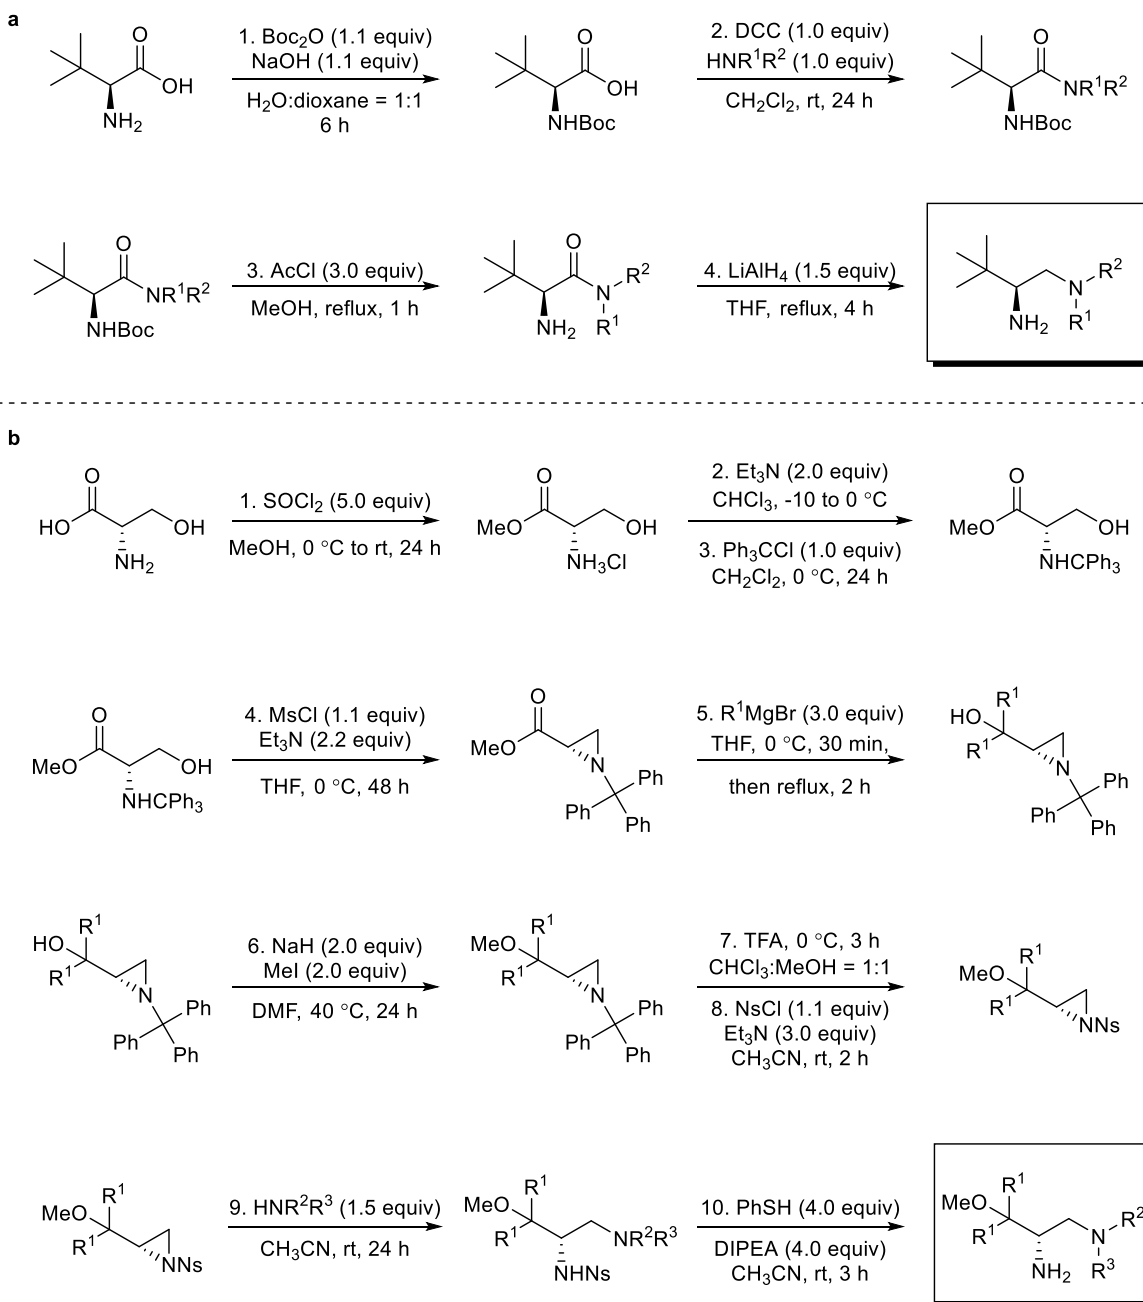 a
O
OH
NH₂
1. Boc₂O (1.1 equiv)
NaOH (1.1 equiv)
H₂O:dioxane = 1:1
6 h
O
OH
NHBoc
2. DCC (1.0 equiv)
HNR¹R² (1.0 equiv)
CH₂Cl₂, rt, 24 h
O
NR¹R²
NHBoc
O
NR¹R²
NHBoc
3. AcCl (3.0 equiv)
MeOH, reflux, 1 h
O
R²
N
NH₂
R¹
4. LiAlH₄ (1.5 equiv)
THF, reflux, 4 h
R²
N
NH₂
R¹
b
O
HO
OH
NH₂
1. SOCl₂ (5.0 equiv)
MeOH, 0 °C to rt, 24 h
O
MeO
OH
NH₃Cl
2. Et₃N (2.0 equiv)
CHCl₃, -10 to 0 °C
3. Ph₃CCl (1.0 equiv)
CH₂Cl₂, 0 °C, 24 h
O
MeO
OH
NHCPh₃
O
MeO
OH
NHCPh₃
4. MsCl (1.1 equiv)
Et₃N (2.2 equiv)
THF, 0 °C, 48 h
O
MeO
N
Ph
Ph
Ph
5. R¹MgBr (3.0 equiv)
THF, 0 °C, 30 min,
then reflux, 2 h
R¹
HO
R¹
N
Ph
Ph
Ph
R¹
HO
R¹
N
Ph
Ph
Ph
6. NaH (2.0 equiv)
MeI (2.0 equiv)
DMF, 40 °C, 24 h
R¹
MeO
R¹
N
Ph
Ph
Ph
7. TFA, 0 °C, 3 h
CHCl₃:MeOH = 1:1
8. NsCl (1.1 equiv)
Et₃N (3.0 equiv)
CH₃CN, rt, 2 h
R¹
MeO
R¹
NNs
R¹
MeO
R¹
NNs
9. HNR²R³ (1.5 equiv)
CH₃CN, rt, 24 h
R¹
MeO
R¹
NR²R³
NHNs
10. PhSH (4.0 equiv)
DIPEA (4.0 equiv)
CH₃CN, rt, 3 h
R¹
MeO
R¹
R²
N
NH₂
R³